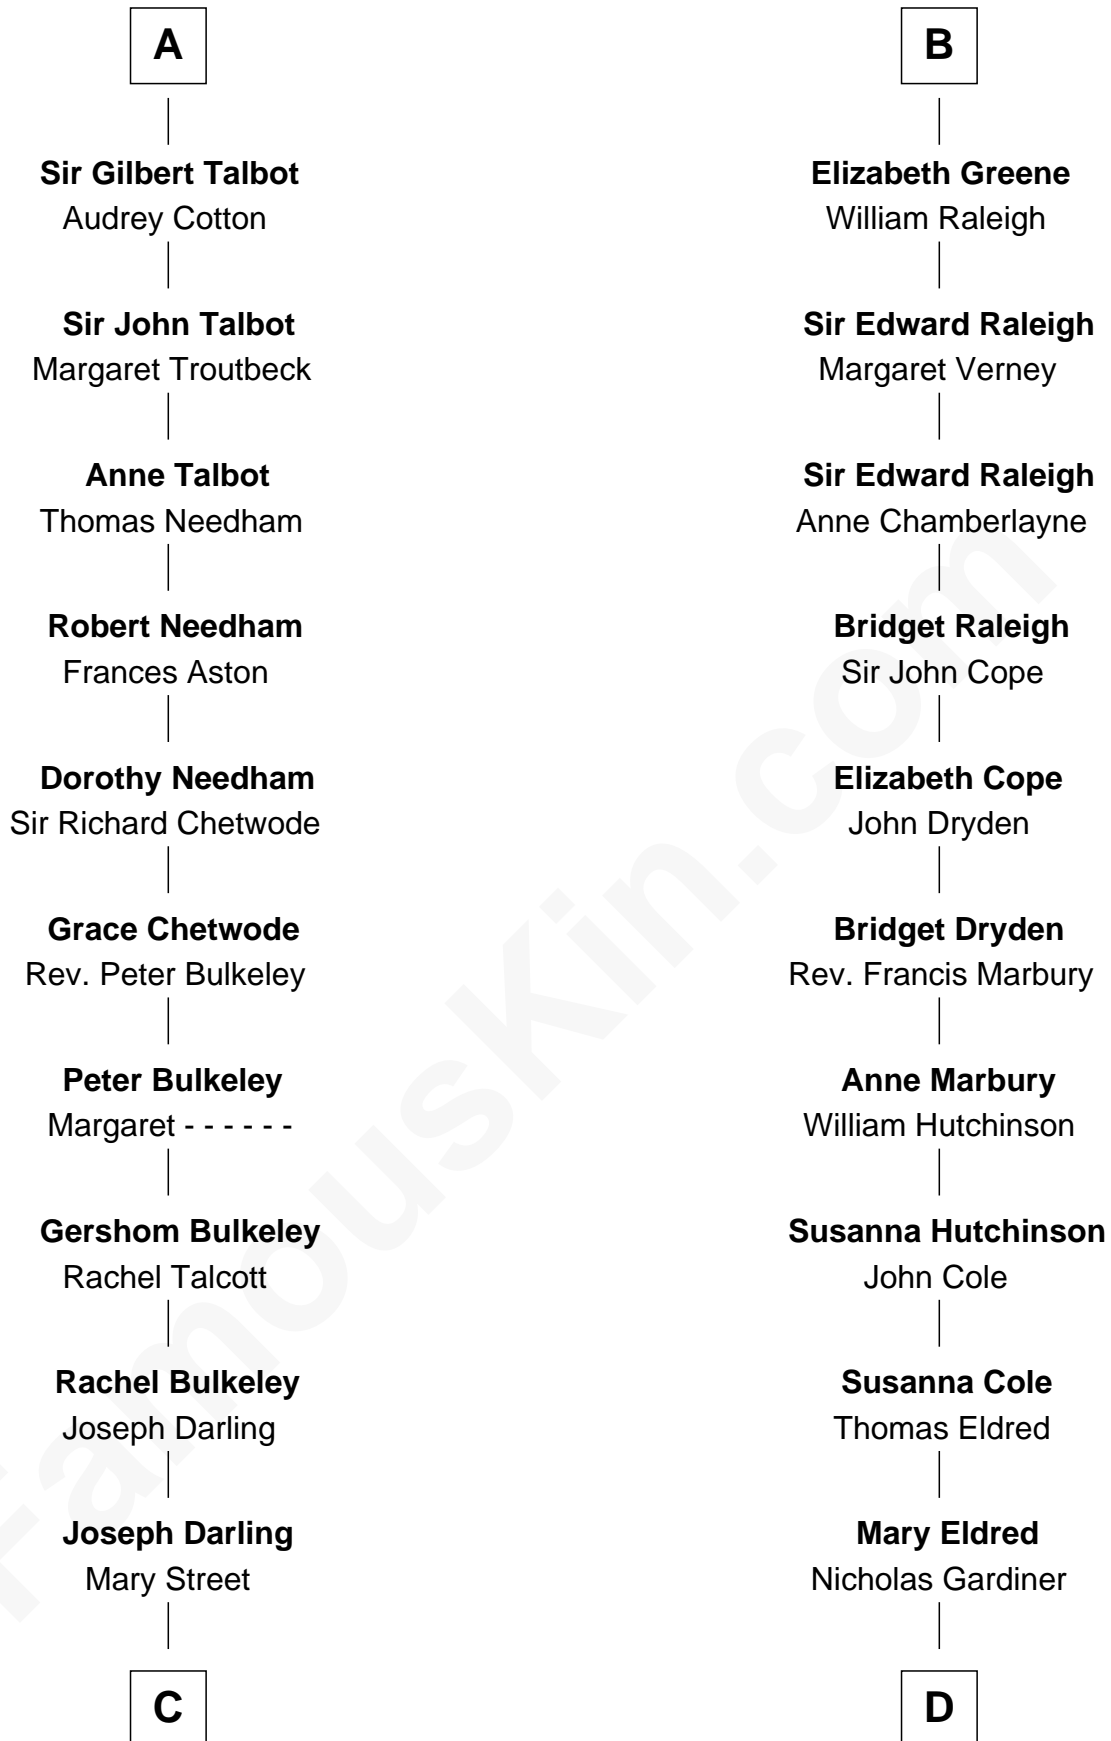 A
Sir Gilbert Talbot
Audrey Cotton
Sir John Talbot
Margaret Troutbeck
Anne Talbot
Thomas Needham
Robert Needham
Frances Aston
Dorothy Needham
Sir Richard Chetwode
Grace Chetwode
Rev. Peter Bulkeley
Peter Bulkeley
Margaret - - - - - -
Gershom Bulkeley
Rachel Talcott
Rachel Bulkeley
Joseph Darling
Joseph Darling
Mary Street
C
B
Elizabeth Greene
William Raleigh
Sir Edward Raleigh
Margaret Verney
Sir Edward Raleigh
Anne Chamberlayne
Bridget Raleigh
Sir John Cope
Elizabeth Cope
John Dryden
Bridget Dryden
Rev. Francis Marbury
Anne Marbury
William Hutchinson
Susanna Hutchinson
John Cole
Susanna Cole
Thomas Eldred
Mary Eldred
Nicholas Gardiner
D
FamousKin.com